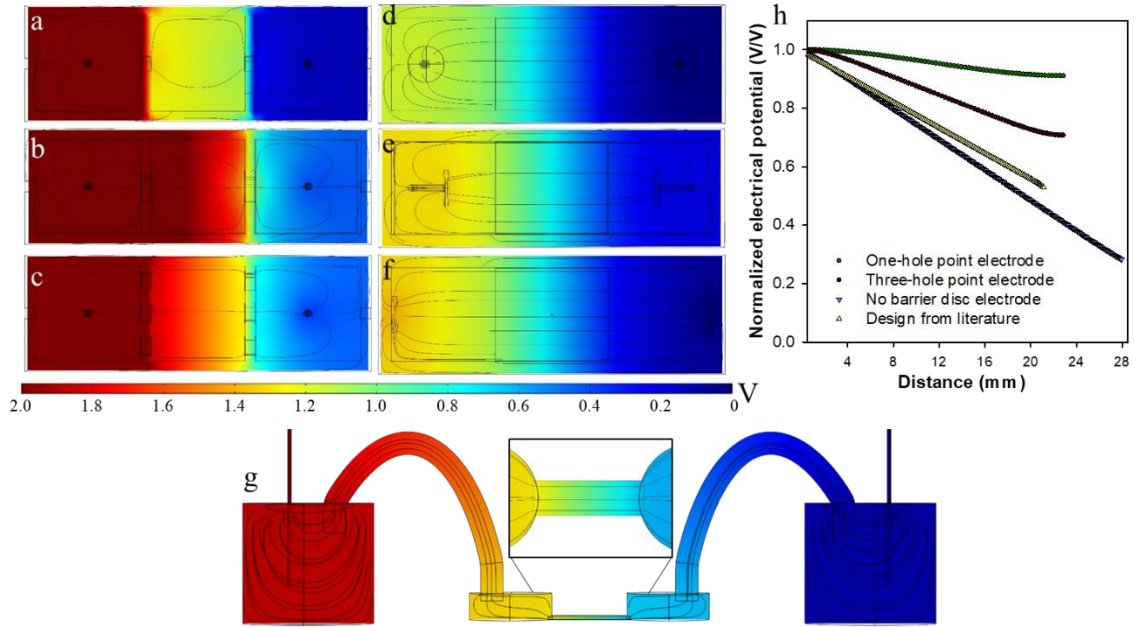 a
b
c
d
e
f
2.0 1.8 1.6 1.4 1.2 1.0 0.8 0.6 0.4 0.2 0
V
g
h
Normalized electrical potential (V/V)
1.0
0.8
0.6
0.4
0.2
0.0
One-hole point electrode
Three-hole point electrode
No barrier disc electrode
Design from literature
4 8 12 16 20 24 28
Distance (mm)